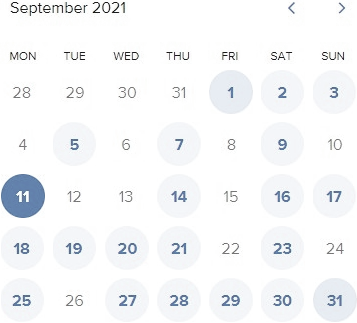 September 2021 < >
MON TUE WED THU FRI SAT SUN
28 29 30 31 1 2 3
4 5 6 7 8 9 10
11 12 13 14 15 16 17
18 19 20 21 22 23 24
25 26 27 28 29 30 31